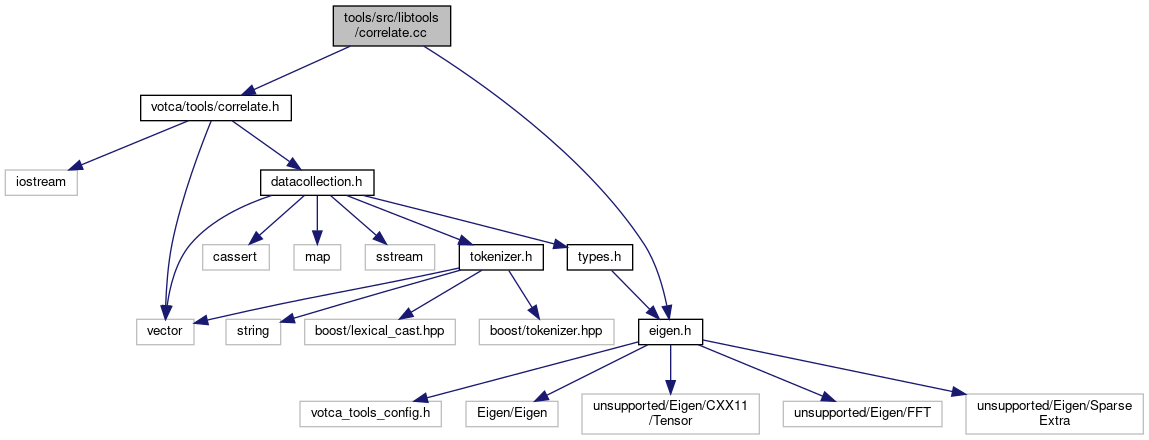 tools/src/libtools
/correlate.cc
votca/tools/correlate.h
iostream
datacollection.h
cassert
map
sstream
tokenizer.h
types.h
vector
string
boost/lexical_cast.hpp
boost/tokenizer.hpp
eigen.h
votca_tools_config.h
Eigen/Eigen
unsupported/Eigen/CXX11
/Tensor
unsupported/Eigen/FFT
unsupported/Eigen/Sparse
Extra